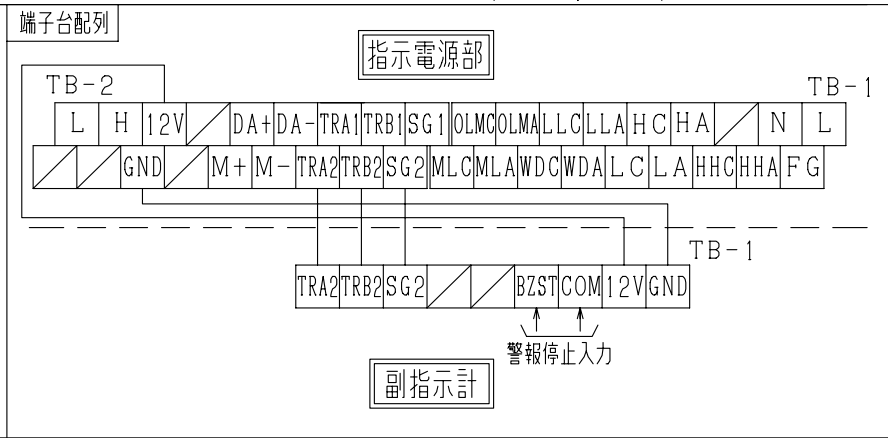 端子台配列
指示電源部
TB-2 TB-1
L H 12V DA+ DA- TRA1 TRB1 SG1 OLMC OLMA LLC LLA HC HA N L
GND M+ M- TRA2 TRB2 SG2 MLC MLA WDC WDA LC LA HHC HHA FG
TB-1
TRA2 TRB2 SG2 BZST COM 12V GND
警報停止入力
副指示計